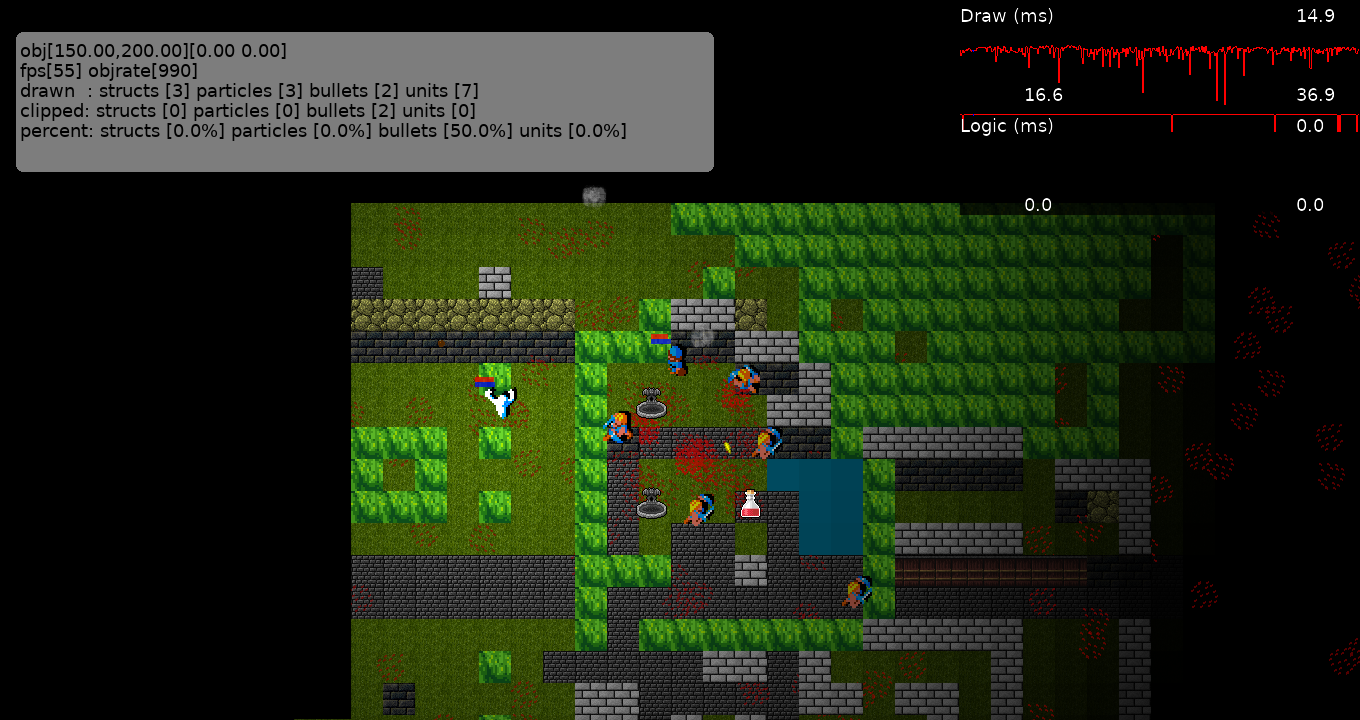 obj[150.00,200.00][0.00 0.00]
fps[55] objrate[990]
drawn  : structs [3] particles [3] bullets [2] units [7]
clipped: structs [0] particles [0] bullets [2] units [0]
percent: structs [0.0%] particles [0.0%] bullets [50.0%] units [0.0%]
Draw (ms) 14.9
16.6 36.9
Logic (ms) 0.0
0.0 0.0